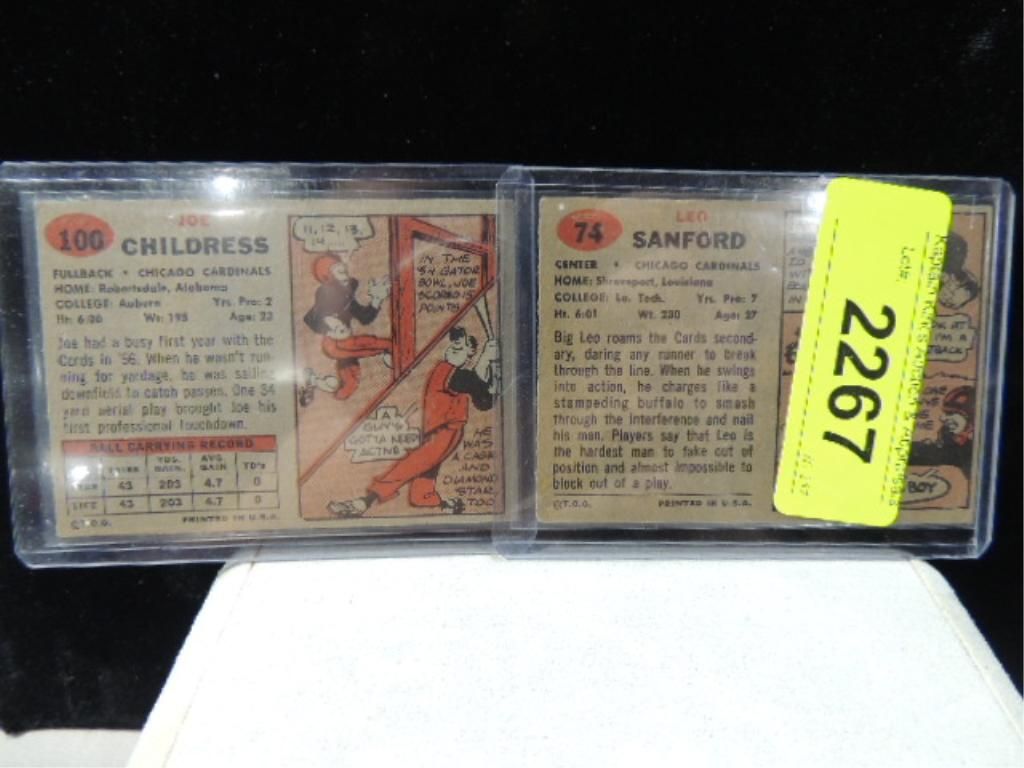 100
JOE
CHILDRESS
FULLBACK • CHICAGO CARDINALS
HOME: Robertsdale, Alabama
COLLEGE: Auburn Yrs. Pro: 2
Ht: 6:00 Wt: 195 Age: 23
Joe had a busy first year with the
Cards in '56. When he wasn't run-
ning for yardage, he was sailing
downfield to catch passes. One 34
yard aerial play brought Joe his
first professional touchdown.
BALL CARRYING RECORD
YDS. AVG.
GAIN GAIN TD's
YEAR 43 203 4.7 0
LIFE 43 203 4.7 0
©T.C.G. PRINTED IN U.S.A.
11, 12, 13,
14...
IN THE
'54 GATOR
BOWL, JOE
SCORED 15
POINTS
A
GUY'S
GOTTA KEEP
ACTIVE
HE
WAS
A CAGE
AND
DIAMOND
STAR,
TOO
74
LEO
SANFORD
CENTER • CHICAGO CARDINALS
HOME: Shreveport, Louisiana
COLLEGE: La. Tech. Yrs. Pro: 7
Ht. 6:01 Wt. 230 Age: 27
Big Leo roams the Cards second-
ary, daring any runner to break
through the line. When he swings
into action, he charges like a
stampeding buffalo to smash
through the interference and nail
his man. Players say that Leo is
the hardest man to fake out of
position and almost impossible to
block out of a play.
©T.C.G. PRINTED IN U.S.A.
Lot:
2267
BOY